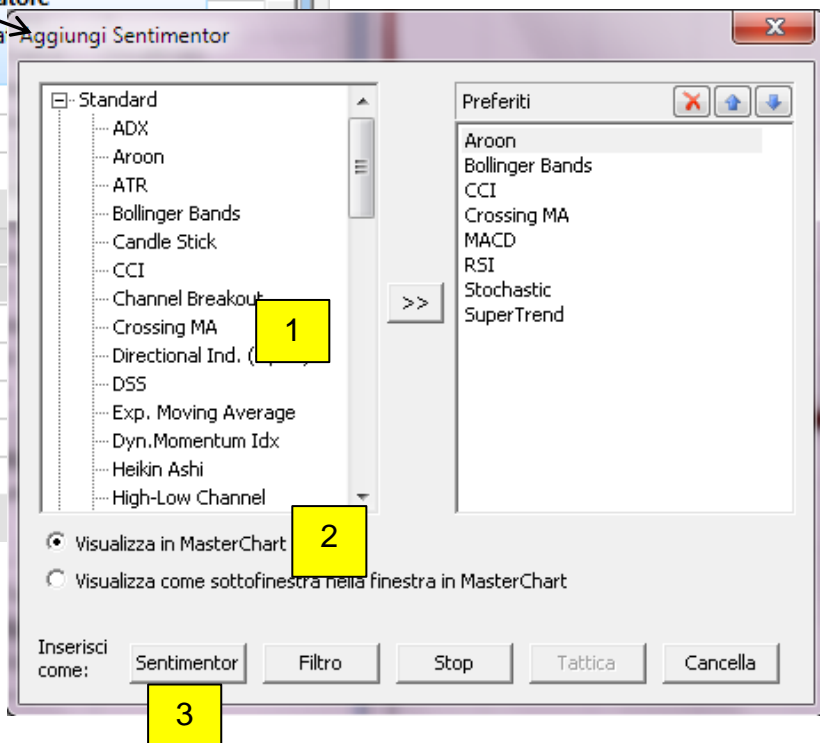 Aggiungi Sentimentor
Standard
ADX
Aroon
ATR
Bollinger Bands
Candle Stick
CCI
Channel Breakout
Crossing MA
Directional Ind. (
DSS
Exp. Moving Average
Dyn.Momentum Idx
Heikin Ashi
High-Low Channel
1
>>
Preferiti
Aroon
Bollinger Bands
CCI
Crossing MA
MACD
RSI
Stochastic
SuperTrend
Visualizza in MasterChart
2
Visualizza come sottofinestra nella finestra in MasterChart
Inserisci
come:
Sentimentor
Filtro
Stop
Tattica
Cancella
3